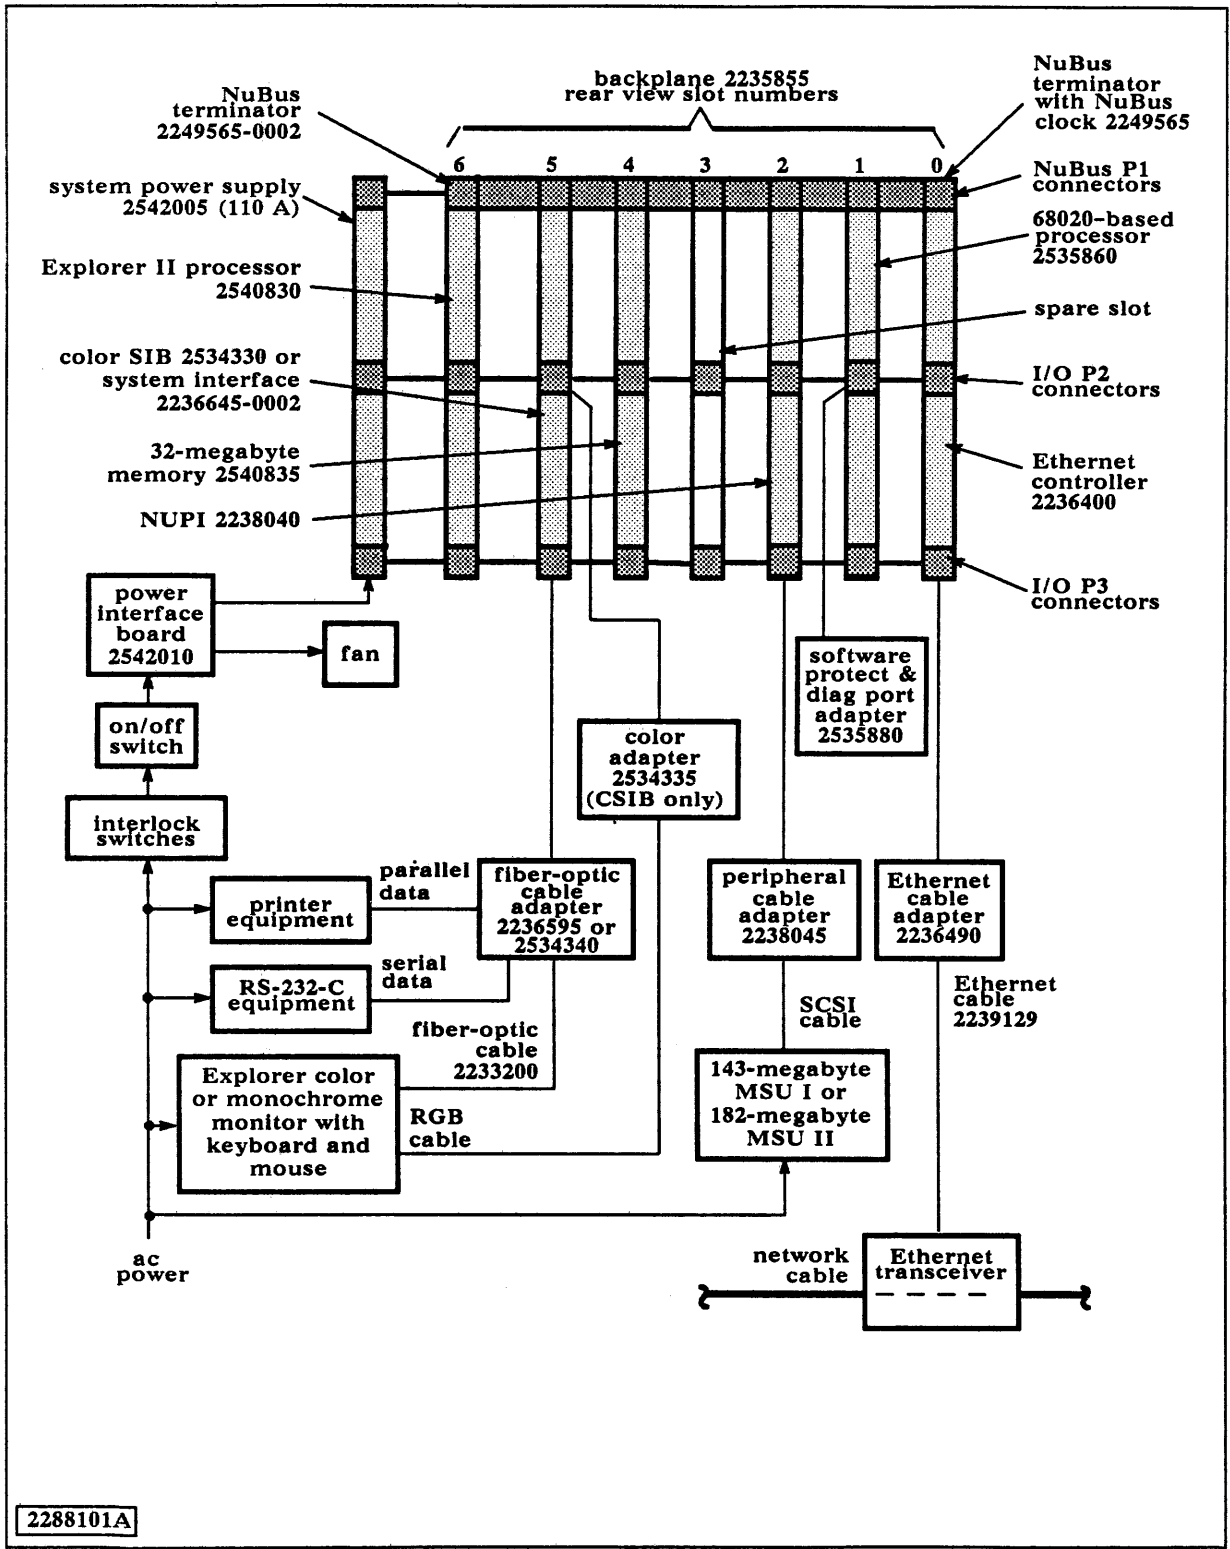 backplane 2235855
rear view slot numbers
NuBus
terminator
2249565-0002
NuBus
terminator
with NuBus
clock 2249565
6 5 4 3 2 1 0
system power supply
2542005 (110 A)
NuBus P1
connectors
68020-based
processor
2535860
Explorer II processor
2540830
spare slot
color SIB 2534330 or
system interface
2236645-0002
I/O P2
connectors
32-megabyte
memory 2540835
Ethernet
controller
2236400
NUPI 2238040
I/O P3
connectors
power
interface
board
2542010
fan
software
protect &
diag port
adapter
2535880
on/off
switch
color
adapter
2534335
(CSIB only)
interlock
switches
parallel
data
printer
equipment
fiber-optic
cable
adapter
2236595 or
2534340
peripheral
cable
adapter
2238045
Ethernet
cable
adapter
2236490
serial
data
RS-232-C
equipment
SCSI
cable
Ethernet
cable
2239129
fiber-optic
cable
2233200
Explorer color
or monochrome
monitor with
keyboard and
mouse
RGB
cable
143-megabyte
MSU I or
182-megabyte
MSU II
ac
power
network
cable
Ethernet
transceiver
2288101A